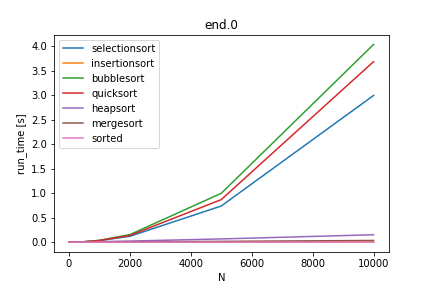 end.0
selectionsort
insertionsort
bubblesort
quicksort
heapsort
mergesort
sorted
run_time [s]
4.0
3.5
3.0
2.5
2.0
1.5
1.0
0.5
0.0
0 2000 4000 6000 8000 10000
N